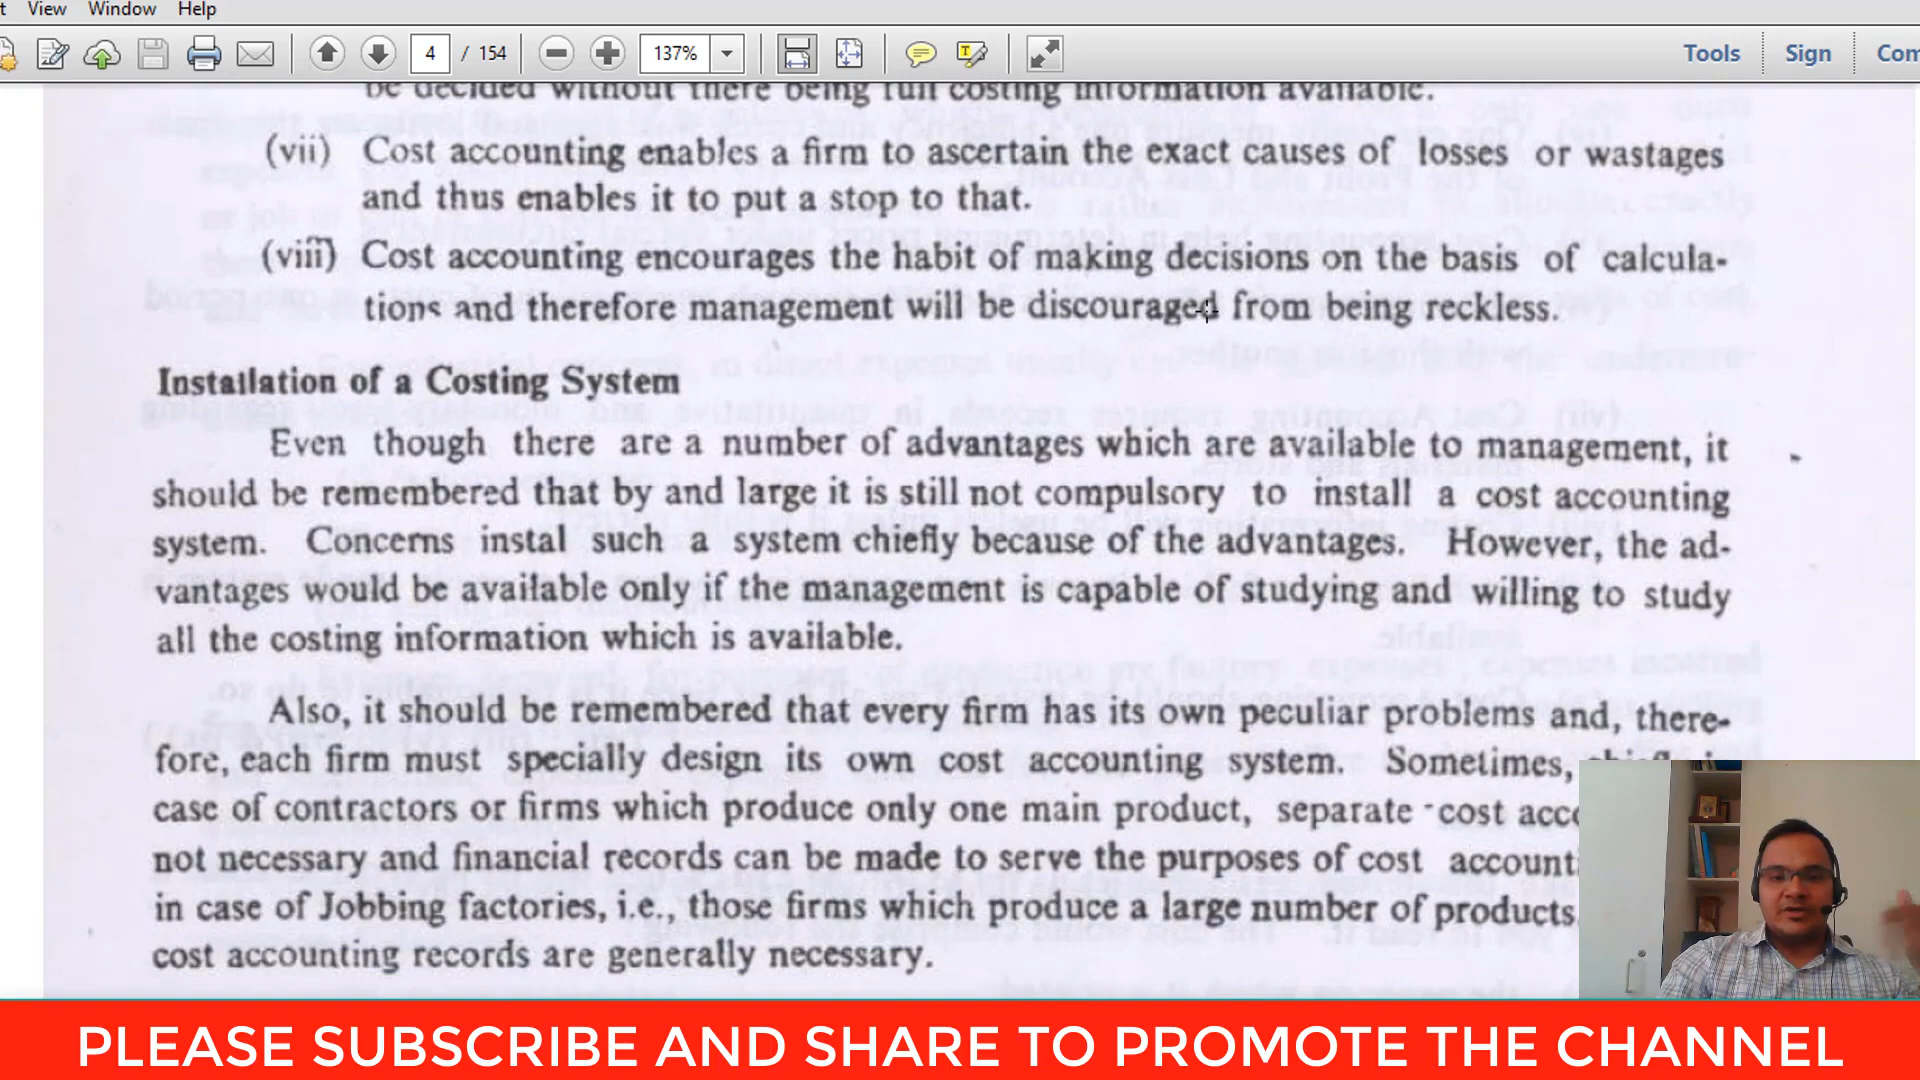 View Window Help
4 / 154 137% Tools Sign
be decided without there being full costing information available.
(vii) Cost accounting enables a firm to ascertain the exact causes of losses or wastages
and thus enables it to put a stop to that.
(viii) Cost accounting encourages the habit of making decisions on the basis of calcula-
tions and therefore management will be discouraged from being reckless.
Installation of a Costing System
Even though there are a number of advantages which are available to management, it
should be remembered that by and large it is still not compulsory to install a cost accounting
system. Concerns instal such a system chiefly because of the advantages. However, the ad-
vantages would be available only if the management is capable of studying and willing to study
all the costing information which is available.
Also, it should be remembered that every firm has its own peculiar problems and, there-
fore, each firm must specially design its own cost accounting system. Sometimes,
case of contractors or firms which produce only one main product, separate cost
not necessary and financial records can be made to serve the purposes of cost
in case of Jobbing factories, i.e., those firms which produce a large number of products
cost accounting records are generally necessary.
PLEASE SUBSCRIBE AND SHARE TO PROMOTE THE CHANNEL